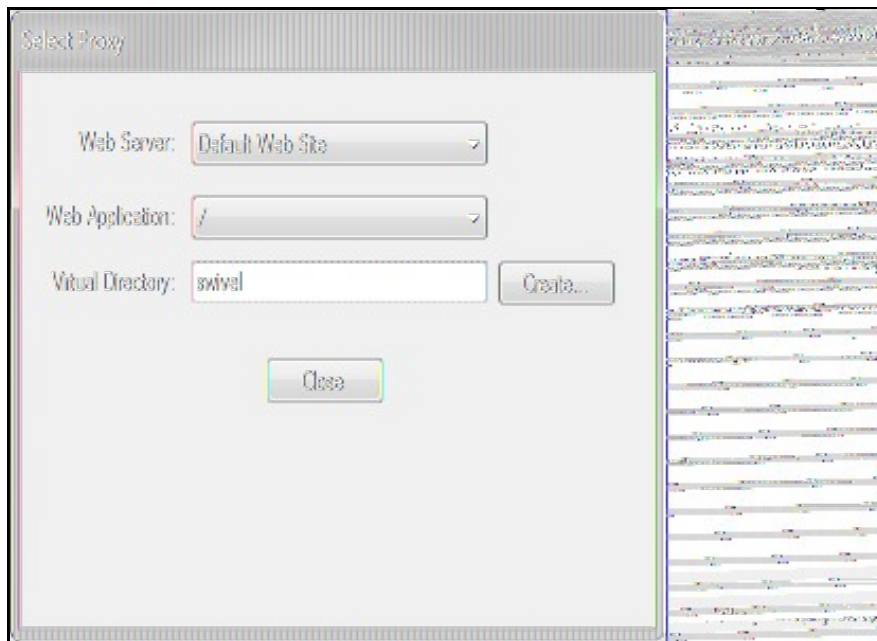 Select Proxy
Web Server: Default Web Site
Web Application: /
Virtual Directory: swivel Create...
Close